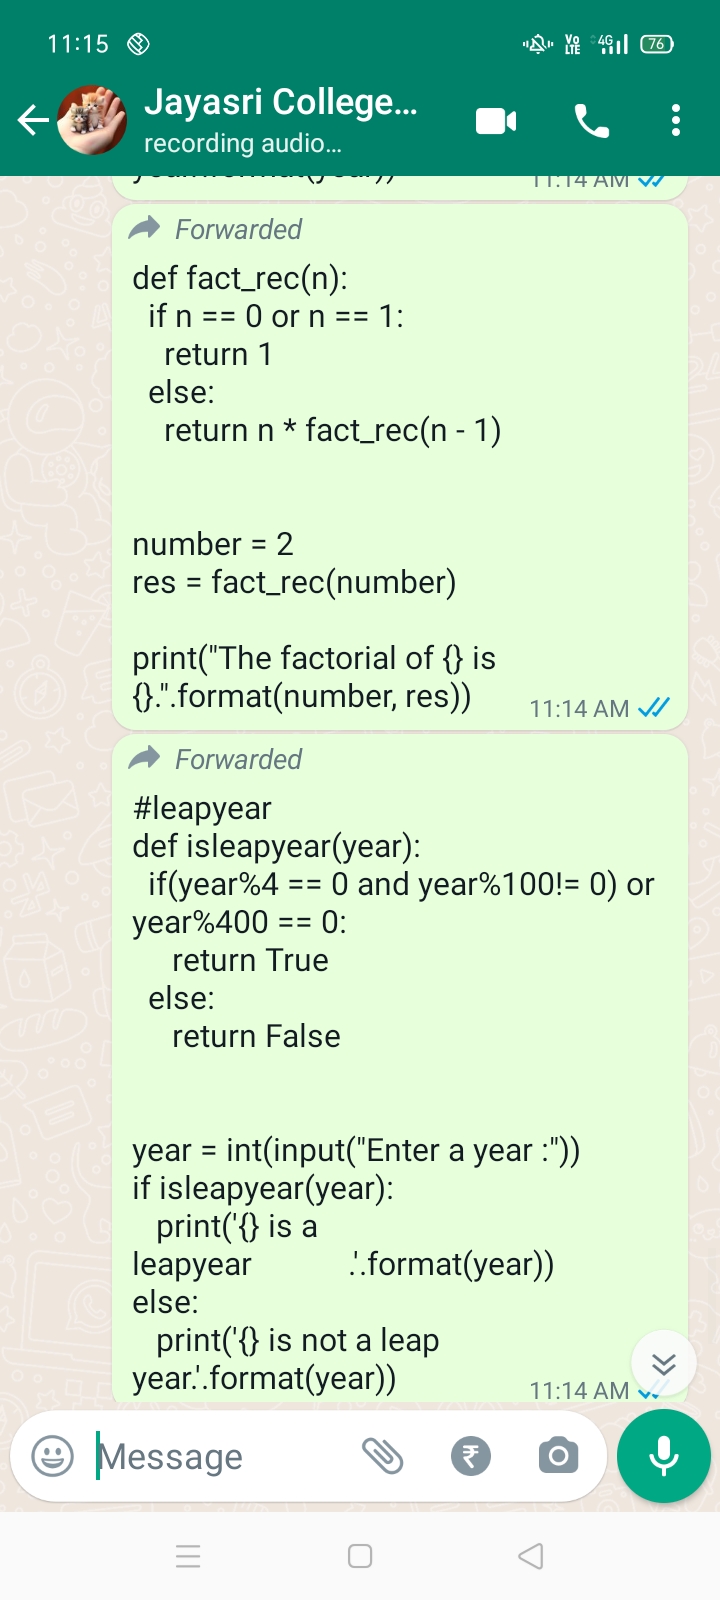 11:15
VO LTE 4G 76
Jayasri College...
recording audio...
year.'.format(year))
11:14 AM
Forwarded
def fact_rec(n):
if n == 0 or n == 1:
return 1
else:
return n * fact_rec(n - 1)
number = 2
res = fact_rec(number)
print("The factorial of {} is
{}.".format(number, res))
11:14 AM
Forwarded
#leapyear
def isleapyear(year):
if(year%4 == 0 and year%100!= 0) or
year%400 == 0:
return True
else:
return False
year = int(input("Enter a year :"))
if isleapyear(year):
print('{} is a
leapyear .'.format(year))
else:
print('{} is not a leap
year.'.format(year))
11:14 AM
Message
₹